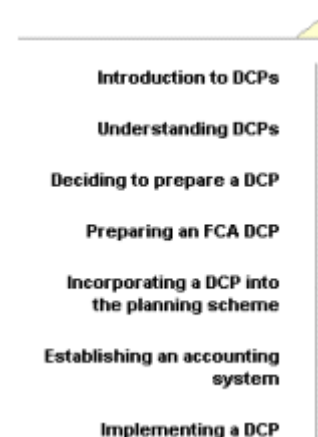 Introduction to DCPs
Understanding DCPs
Deciding to prepare a DCP
Preparing an FCA DCP
Incorporating a DCP into
the planning scheme
Establishing an accounting
system
Implementing a DCP